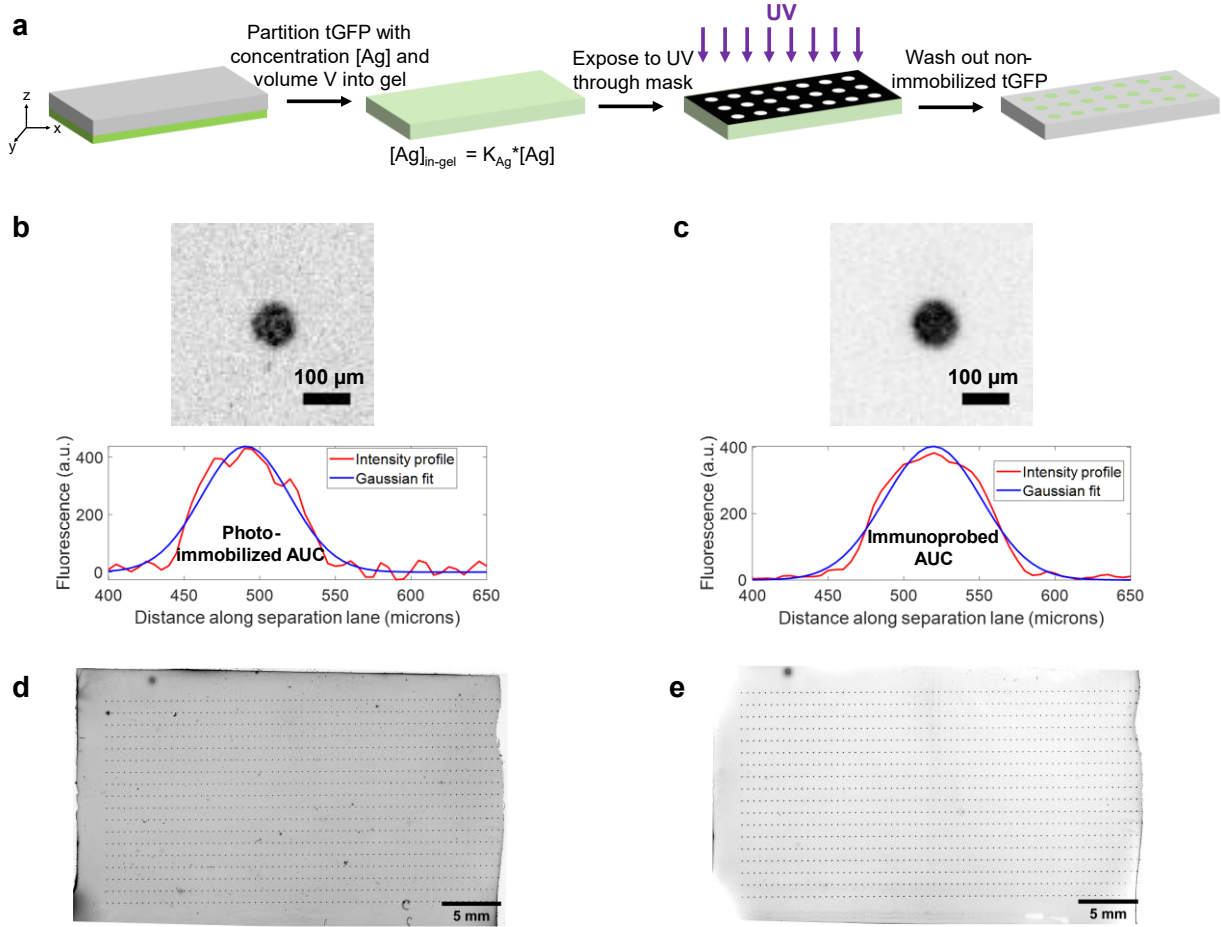 a
Partition tGFP with
concentration [Ag] and
volume V into gel
Expose to UV
through mask
UV
Wash out non-
immobilized tGFP
z
x
y
[Ag]in-gel = KAg*[Ag]
b
100 µm
Fluorescence (a.u.)
400
200
0
Intensity profile
Gaussian fit
Photo-
immobilized AUC
400 450 500 550 600 650
Distance along separation lane (microns)
c
100 µm
Fluorescence (a.u.)
400
200
0
Intensity profile
Gaussian fit
Immunoprobed
AUC
400 450 500 550 600 650
Distance along separation lane (microns)
d
5 mm
e
5 mm